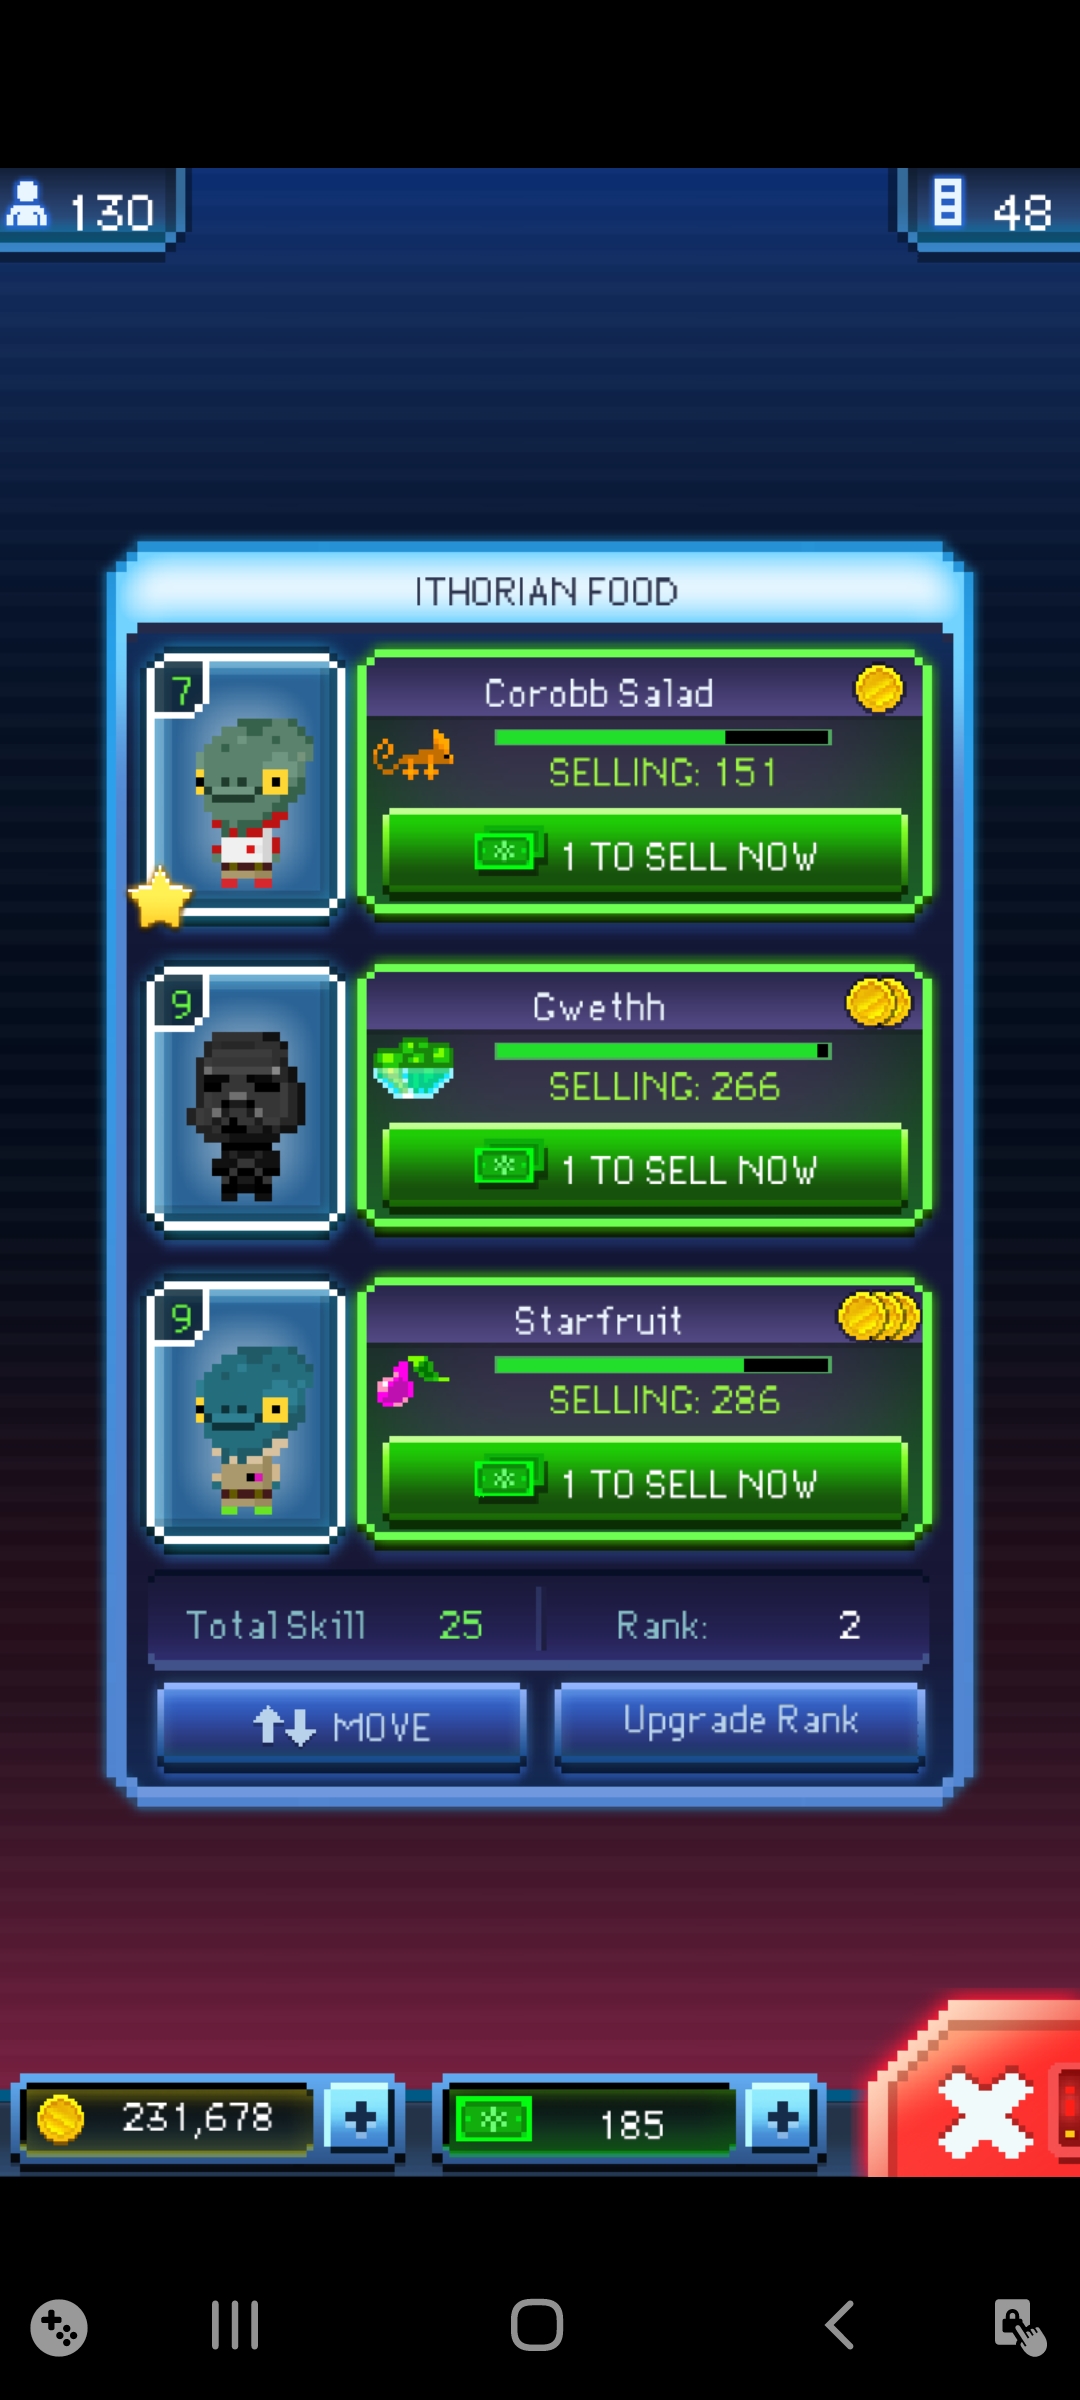 130
48
ITHORIAN FOOD
7
Corobb Salad
SELLING: 151
1 TO SELL NOW
9
Gwethh
SELLING: 266
1 TO SELL NOW
9
Starfruit
SELLING: 286
1 TO SELL NOW
Total Skill 25
Rank: 2
MOVE
Upgrade Rank
231,678
185